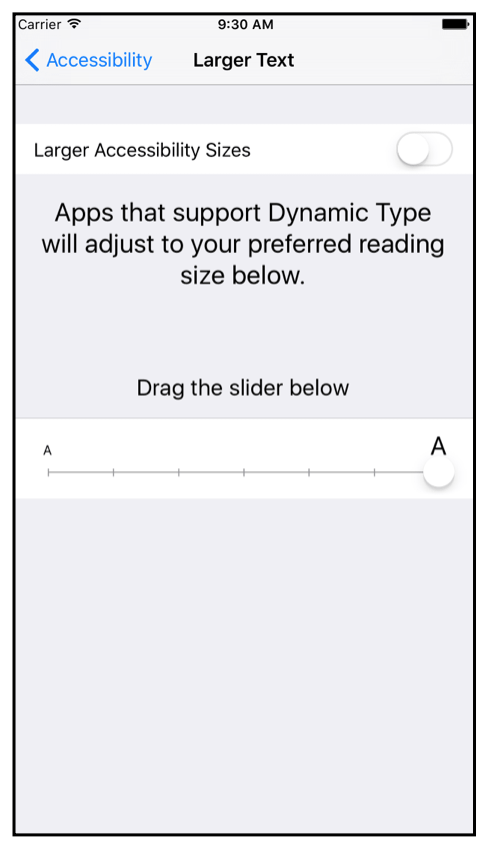 Carrier 9:30 AM
Accessibility Larger Text
Larger Accessibility Sizes
Apps that support Dynamic Type
will adjust to your preferred reading
size below.
Drag the slider below
A A